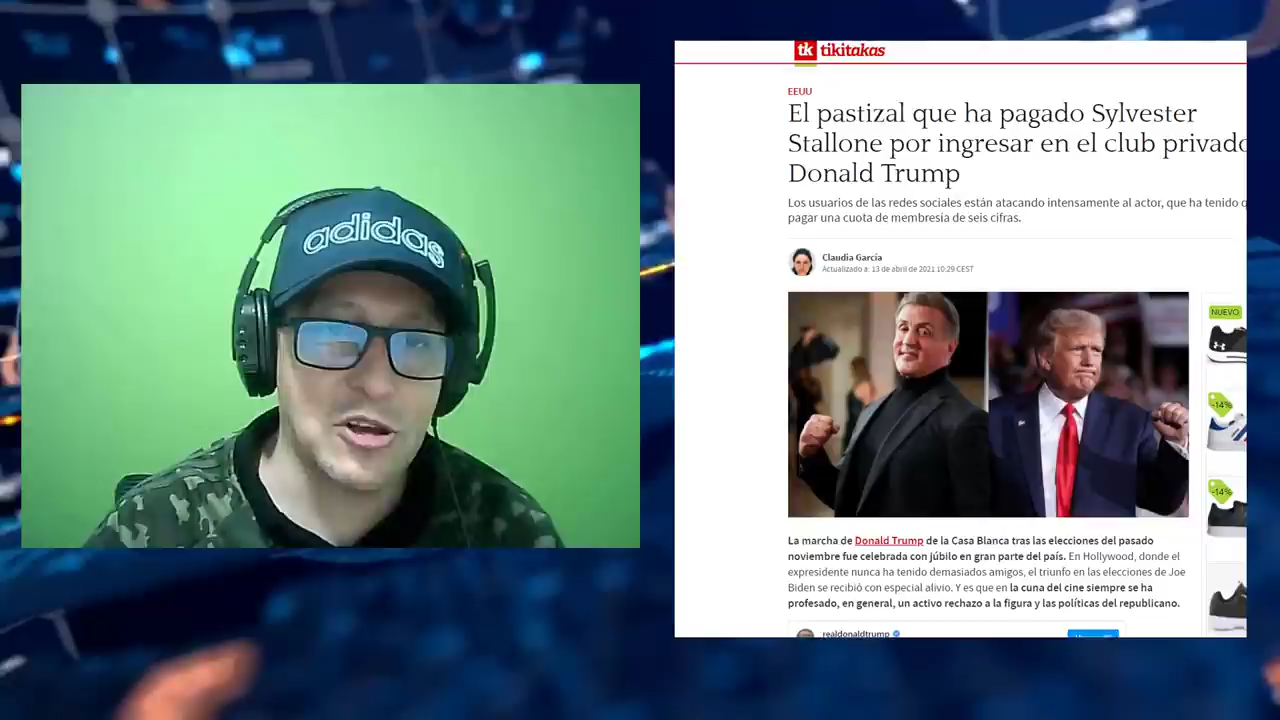 adidas
tk tikitakas
EEUU
El pastizal que ha pagado Sylvester
Stallone por ingresar en el club privado
Donald Trump
Los usuarios de las redes sociales están atacando intensamente al actor, que ha tenido q
pagar una cuota de membresia de seis cifras.
Claudia García
Actualizado a: 13 de abril de 2021 10:29 CEST
NUEVO
-14%
-14%
La marcha de Donald Trump de la Casa Blanca tras las elecciones del pasado
noviembre fue celebrada con júbilo en gran parte del país. En Hollywood, donde el
expresidente nunca ha tenido demasiados amigos, el triunfo en las elecciones de Joe
Biden se recibió con especial alivio. Y es que en la cuna del cine siempre se ha
profesado, en general, un activo rechazo a la figura y las políticas del republicano.
realdonaldtrump